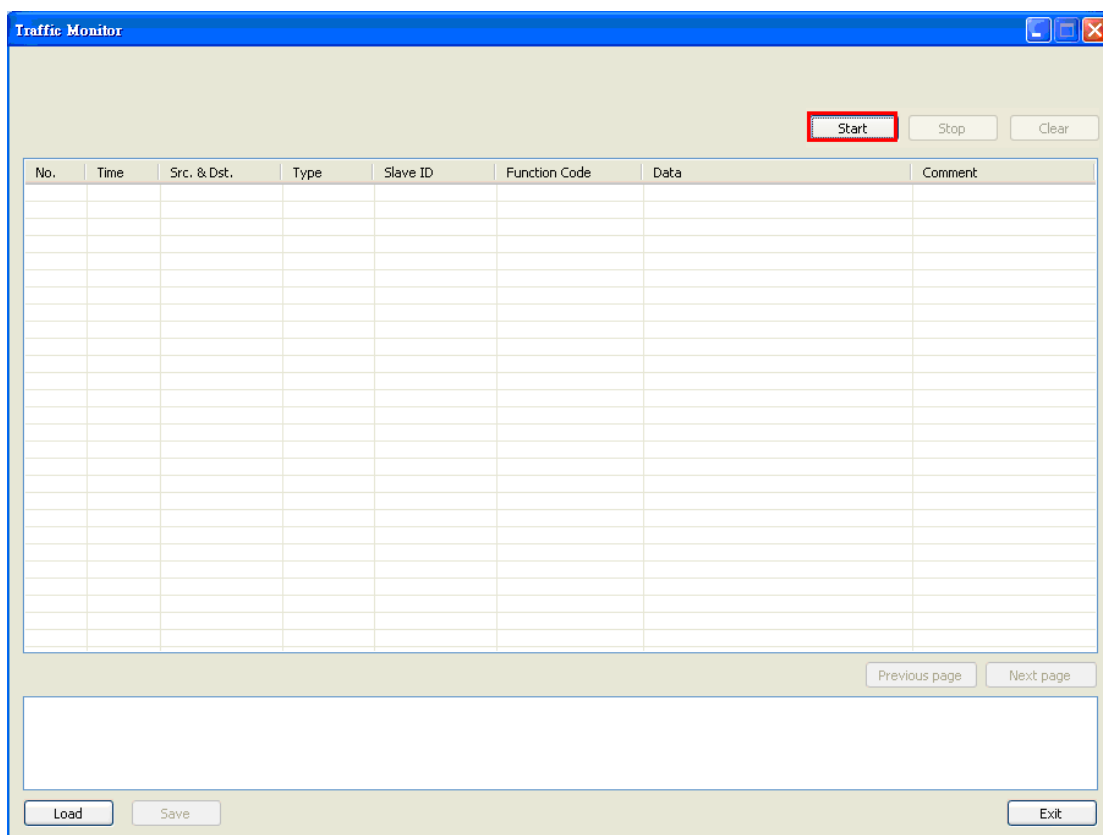 Traffic Monitor
Start Stop Clear
No. Time Src. & Dst. Type Slave ID Function Code Data Comment
Previous page Next page
Load Save Exit